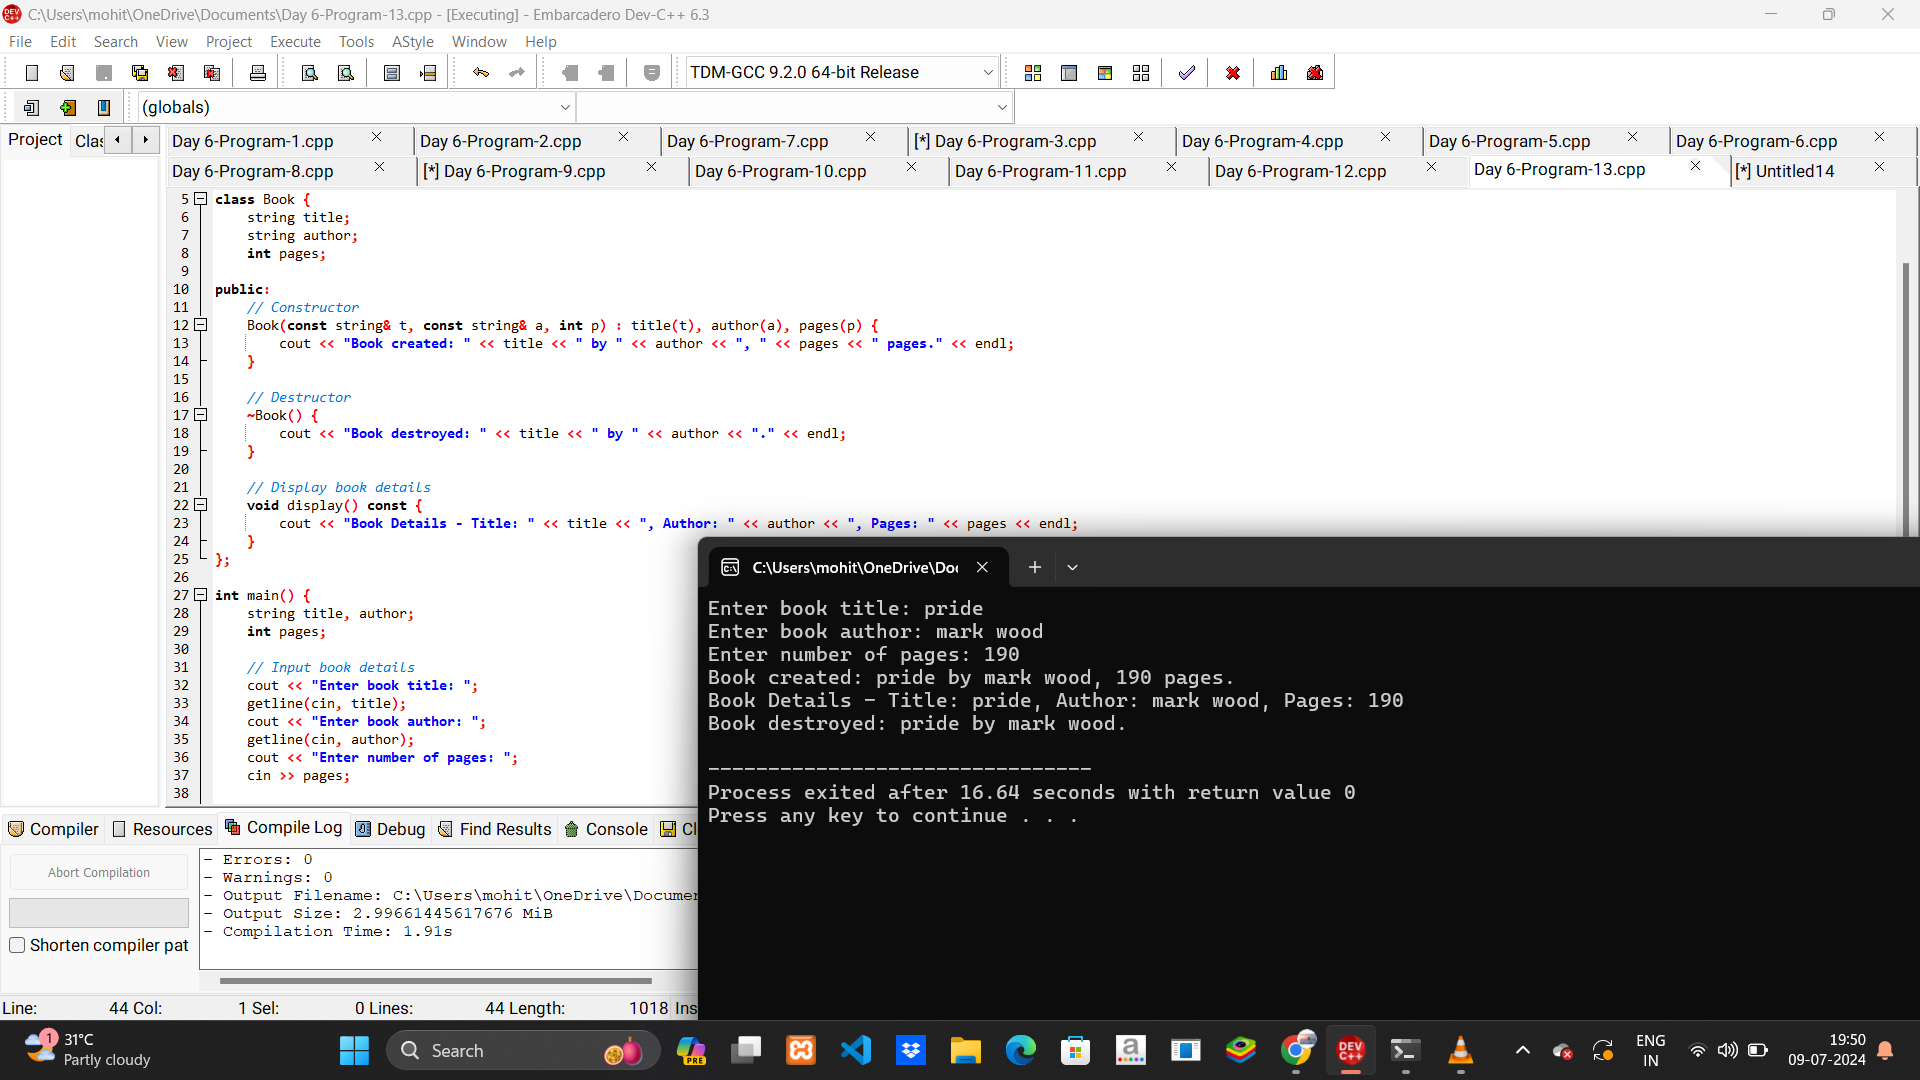 C:\Users\mohit\OneDrive\Documents\Day 6-Program-13.cpp - [Executing] - Embarcadero Dev-C++ 6.3
File Edit Search View Project Execute Tools AStyle Window Help
TDM-GCC 9.2.0 64-bit Release
(globals)
Project Clas
Day 6-Program-1.cpp Day 6-Program-2.cpp Day 6-Program-7.cpp [*] Day 6-Program-3.cpp Day 6-Program-4.cpp Day 6-Program-5.cpp Day 6-Program-6.cpp
Day 6-Program-8.cpp [*] Day 6-Program-9.cpp Day 6-Program-10.cpp Day 6-Program-11.cpp Day 6-Program-12.cpp Day 6-Program-13.cpp [*] Untitled14
5 class Book {
6 string title;
7 string author;
8 int pages;
9
10 public:
11 // Constructor
12 Book(const string& t, const string& a, int p) : title(t), author(a), pages(p) {
13 cout << "Book created: " << title << " by " << author << ", " << pages << " pages." << endl;
14 }
15
16 // Destructor
17 ~Book() {
18 cout << "Book destroyed: " << title << " by " << author << "." << endl;
19 }
20
21 // Display book details
22 void display() const {
23 cout << "Book Details - Title: " << title << ", Author: " << author << ", Pages: " << pages << endl;
24 }
25 };
26
27 int main() {
28 string title, author;
29 int pages;
30
31 // Input book details
32 cout << "Enter book title: ";
33 getline(cin, title);
34 cout << "Enter book author: ";
35 getline(cin, author);
36 cout << "Enter number of pages: ";
37 cin >> pages;
38
C:\Users\mohit\OneDrive\Doc
Enter book title: pride
Enter book author: mark wood
Enter number of pages: 190
Book created: pride by mark wood, 190 pages.
Book Details - Title: pride, Author: mark wood, Pages: 190
Book destroyed: pride by mark wood.
--------------------------------
Process exited after 16.64 seconds with return value 0
Press any key to continue . . .
Compiler Resources Compile Log Debug Find Results Console Cl
Abort Compilation
Shorten compiler pat
- Errors: 0
- Warnings: 0
- Output Filename: C:\Users\mohit\OneDrive\Documen
- Output Size: 2.99661445617676 MiB
- Compilation Time: 1.91s
Line: 44 Col: 1 Sel: 0 Lines: 44 Length: 1018 Ins
1
31°C
Partly cloudy
Search
PRE
DEV C++
ENG
IN
19:50
09-07-2024